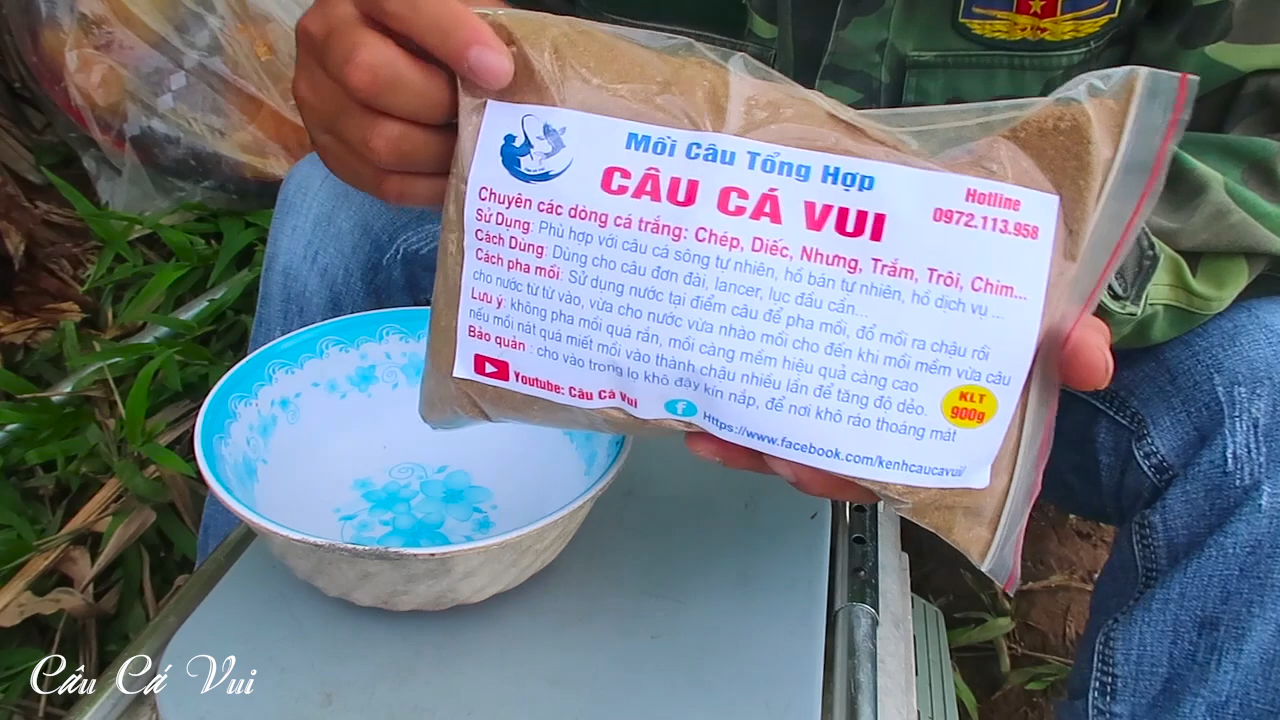 Mồi Câu Tổng Hợp
CÂU CÁ VUI
Hotline
0972.113.958
Chuyên các dòng cá trắng: Chép, Diếc, Nhưng, Trắm, Trôi, Chim...
Sử Dụng: Phù hợp với câu cá sông tự nhiên, hồ bán tự nhiên, hồ dịch vụ ...
Cách Dùng: Dùng cho câu đơn đài, lancer, lục đầu cần...
Cách pha mồi: Sử dụng nước tại điểm câu để pha mồi, đổ mồi ra chậu rồi
cho nước từ từ vào, vừa cho nước vừa nhào mồi cho đến khi mồi mềm vừa câu
Lưu ý: không pha mồi quá rắn, mồi càng mềm hiệu quả càng cao
nếu mồi nát quá miết mồi vào thành chậu nhiều lần để tăng độ dẻo.
Bảo quản : cho vào trong lọ khô đậy kín nắp, để nơi khô ráo thoáng mát
KLT
900g
Youtube: Câu Cá Vui
f
Https://www.facebook.com/kenhcaucavui/
Câu Cá Vui